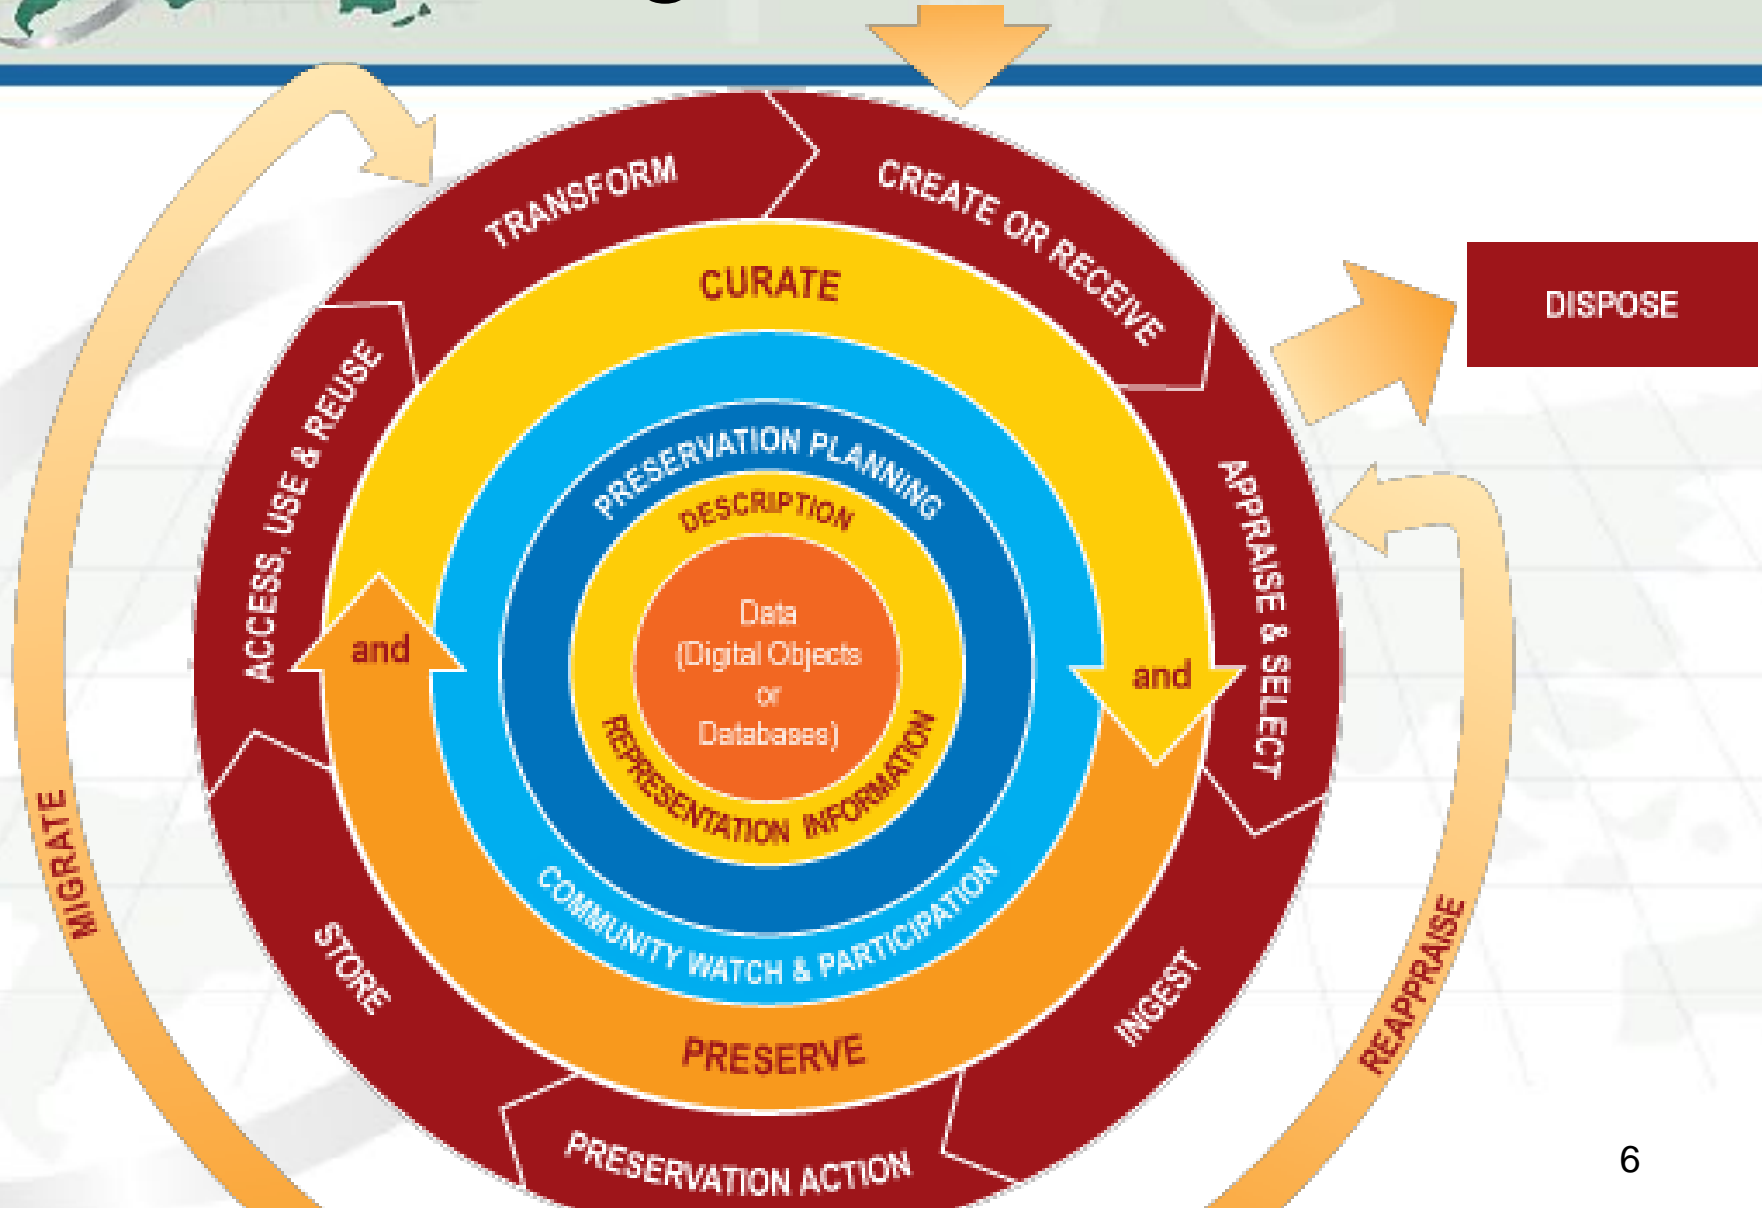 TRANSFORM
CREATE OR RECEIVE
CURATE
DISPOSE
ACCESS, USE & REUSE
PRESERVATION PLANNING
DESCRIPTION
APPRAISE & SELECT
Data
(Digital Objects
or
Databases)
and
and
REPRESENTATION INFORMATION
MIGRATE
COMMUNITY WATCH & PARTICIPATION
STORE
INGEST
REAPPRAISE
PRESERVE
PRESERVATION ACTION
6